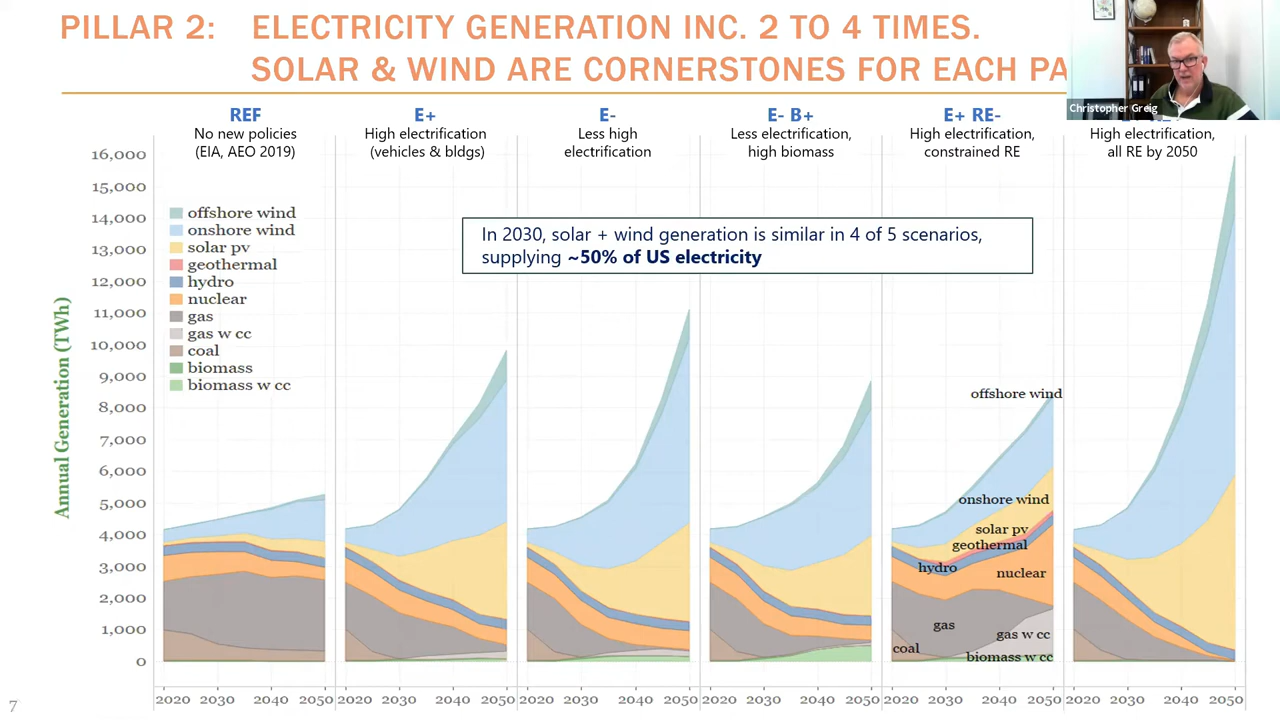 PILLAR 2: ELECTRICITY GENERATION INC. 2 TO 4 TIMES.
SOLAR & WIND ARE CORNERSTONES FOR EACH PA
Christopher Greig
REF
No new policies
(EIA, AEO 2019)
E+
High electrification
(vehicles & bldgs)
E-
Less high
electrification
E- B+
Less electrification,
high biomass
E+ RE-
High electrification,
constrained RE
High electrification,
all RE by 2050
In 2030, solar + wind generation is similar in 4 of 5 scenarios,
supplying ~50% of US electricity
Annual Generation (TWh)
16,000
15,000
14,000
13,000
12,000
11,000
10,000
9,000
8,000
7,000
6,000
5,000
4,000
3,000
2,000
1,000
0
offshore wind
onshore wind
solar pv
geothermal
hydro
nuclear
gas
gas w cc
coal
biomass
biomass w cc
offshore wind
onshore wind
solar pv
geothermal
hydro
nuclear
gas
gas w cc
coal
biomass w cc
2020 2030 2040 2050
2020 2030 2040 2050
2020 2030 2040 2050
2020 2030 2040 2050
2020 2030 2040 2050
2020 2030 2040 2050
7